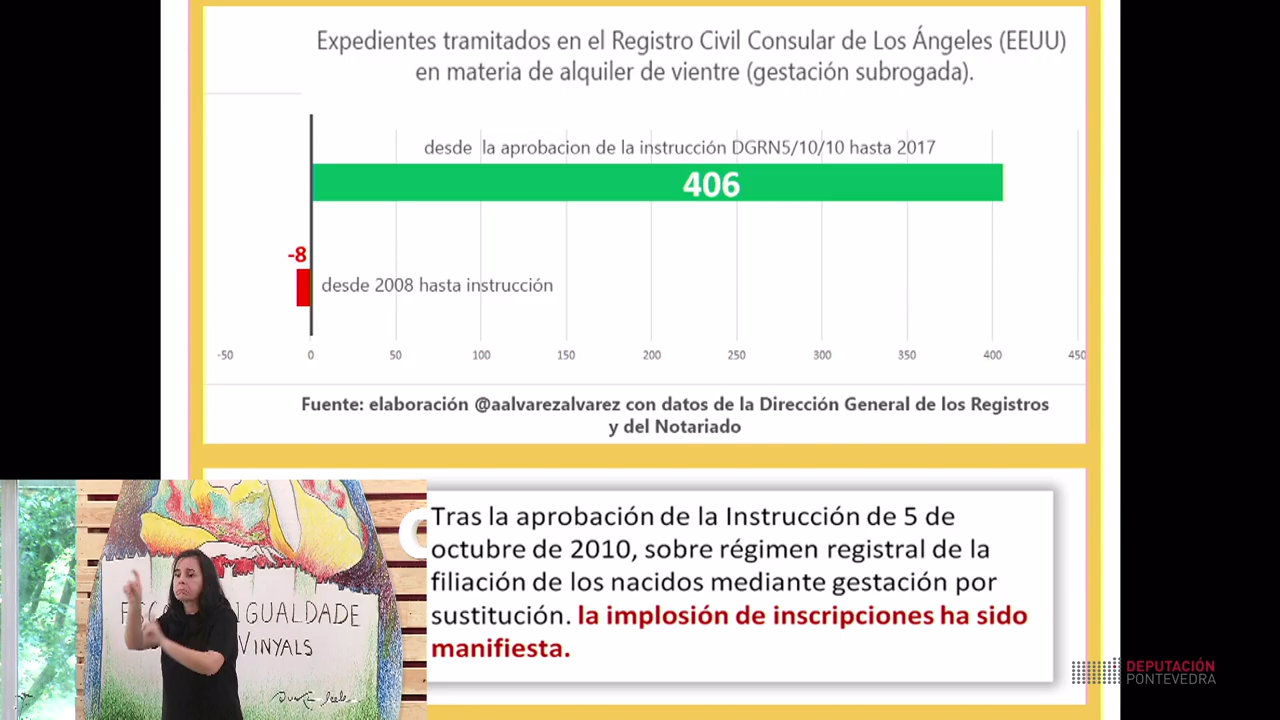 Expedientes tramitados en el Registro Civil Consular de Los Ángeles (EEUU)
en materia de alquiler de vientre (gestación subrogada).
desde  la aprobacion de la instrucción DGRN5/10/10 hasta 2017
406
-8
desde 2008 hasta instrucción
-50 0 50 100 150 200 250 300 350 400 450
Fuente: elaboración @aalvarezalvarez con datos de la Dirección General de los Registros
y del Notariado
Tras la aprobación de la Instrucción de 5 de
octubre de 2010, sobre régimen registral de la
filiación de los nacidos mediante gestación por
sustitución. la implosión de inscripciones ha sido
manifiesta.
IGUALDADE
VINYALS
DEPUTACIÓN
PONTEVEDRA